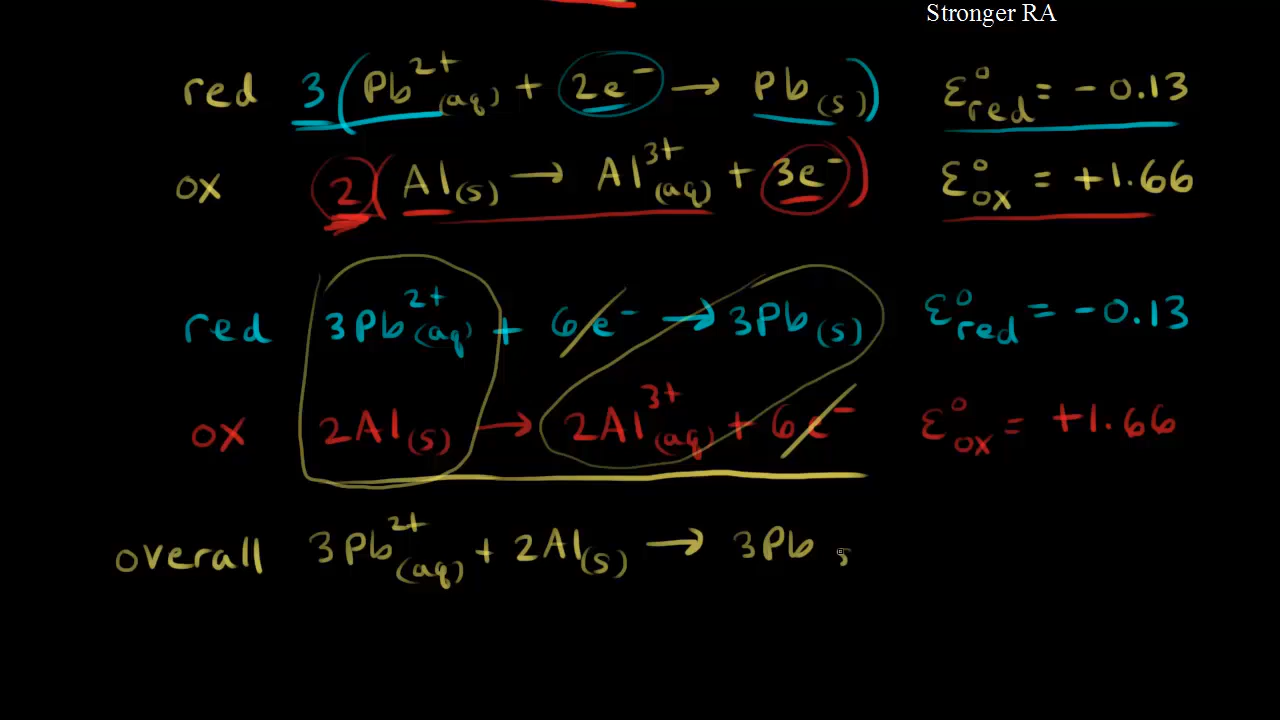 Stronger RA
red 3(Pb²⁺(aq) + 2e⁻ → Pb(s)) ε°red = -0.13
ox 2(Al(s) → Al³⁺(aq) + 3e⁻) ε°ox = +1.66
red 3Pb²⁺(aq) + 6e⁻ → 3Pb(s) ε°red = -0.13
ox 2Al(s) → 2Al³⁺(aq) + 6e⁻ ε°ox = +1.66
overall 3Pb²⁺(aq) + 2Al(s) → 3Pb s